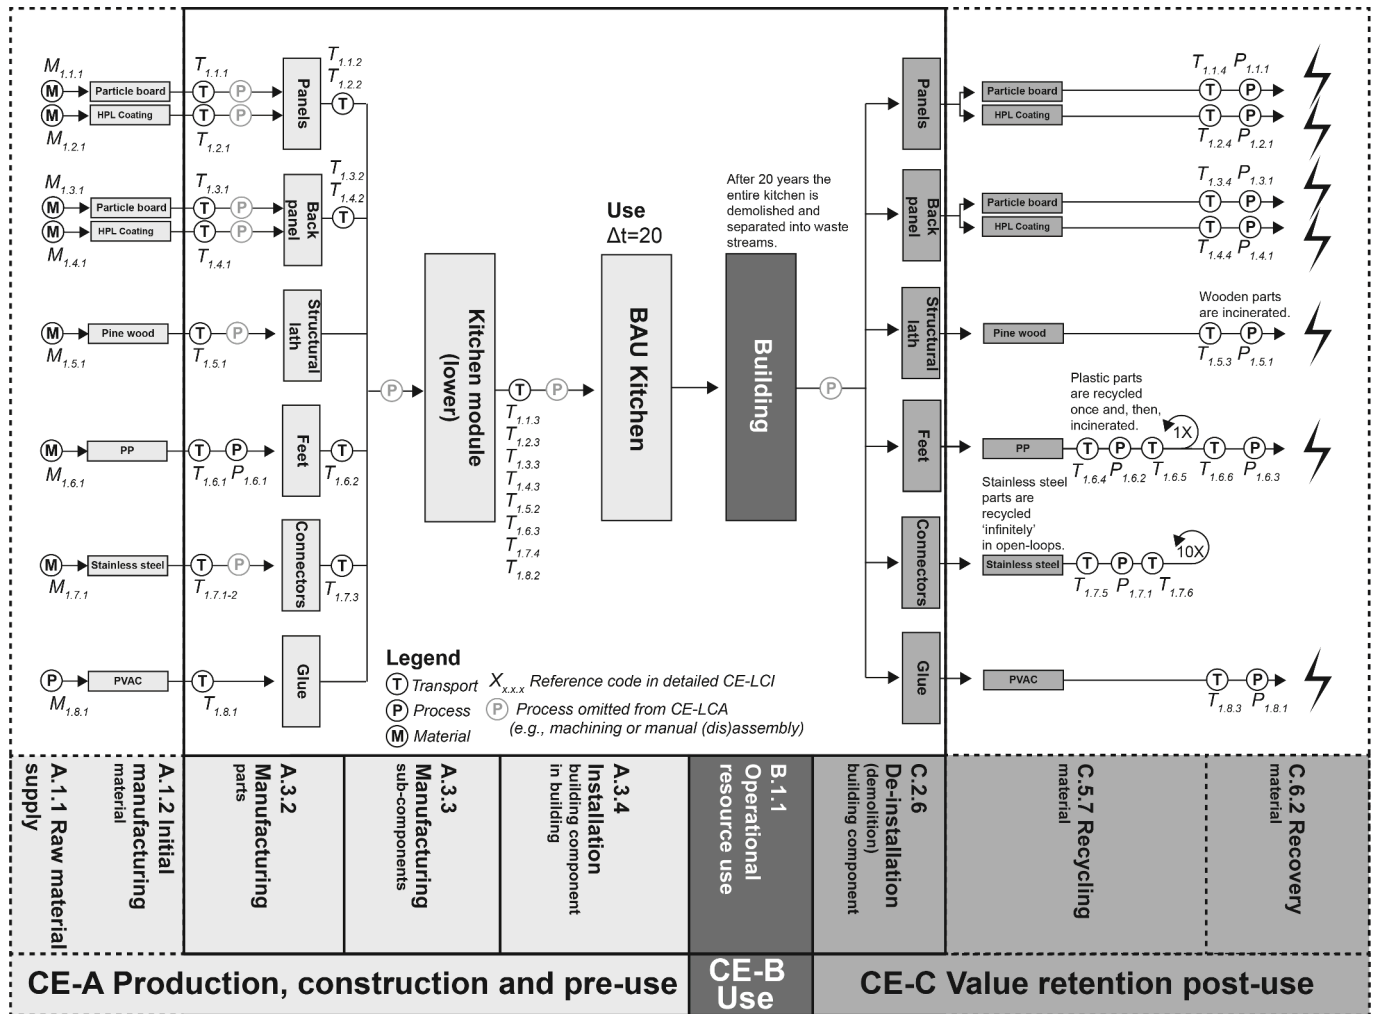 M1.1.1
M
Particle board
M
HPL Coating
M1.2.1
T1.1.1
T
P
T
P
T1.2.1
Panels
T1.1.2
T1.2.2
T
M1.3.1
M
Particle board
M
HPL Coating
M1.4.1
T1.3.1
T
P
T
P
T1.4.1
Back
panel
T1.3.2
T1.4.2
T
M
Pine wood
T
P
M1.5.1
T1.5.1
Structural
lath
M
PP
T
P
M1.6.1
T1.6.1
P1.6.1
Feet
T
T1.6.2
M
Stainless steel
T
P
M1.7.1
T1.7.1-2
Connectors
T
T1.7.3
P
PVAC
T
M1.8.1
T1.8.1
Glue
P
Kitchen module
(lower)
T
P
T1.1.3
T1.2.3
T1.3.3
T1.4.3
T1.5.2
T1.6.3
T1.7.4
T1.8.2
Use
Δt=20
BAU Kitchen
After 20 years the
entire kitchen is
demolished and
separated into waste
streams.
Building
P
Panels
Particle board
HPL Coating
T1.1.4 P1.1.1
T
P
T
P
T1.2.4 P1.2.1
Back
panel
Particle board
HPL Coating
T1.3.4 P1.3.1
T
P
T
P
T1.4.4 P1.4.1
Structural
lath
Pine wood
Wooden parts
are incinerated.
T
P
T1.5.3 P1.5.1
Feet
PP
Plastic parts
are recycled
once and, then,
incinerated.
1X
T
P
T
T
P
T1.6.4 P1.6.2 T1.6.5 T1.6.6 P1.6.3
Connectors
Stainless steel
parts are
recycled
‘infinitely’
in open-loops.
Stainless steel
T
P
T
10X
T1.7.5 P1.7.1 T1.7.6
Glue
PVAC
T
P
T1.8.3 P1.8.1
Legend
T Transport
P Process
M Material
Xx.x.x Reference code in detailed CE-LCI
P Process omitted from CE-LCA
(e.g., machining or manual (dis)assembly)
A.1.1 Raw material
supply
A.1.2 Initial
manufacturing
material
A.3.2
Manufacturing
parts
A.3.3
Manufacturing
sub-components
A.3.4
Installation
building component
in building
B.1.1
Operational
resource use
C.2.6
De-installation
(demolition)
building component
C.5.7 Recycling
material
C.6.2 Recovery
material
CE-A Production, construction and pre-use
CE-B
Use
CE-C Value retention post-use